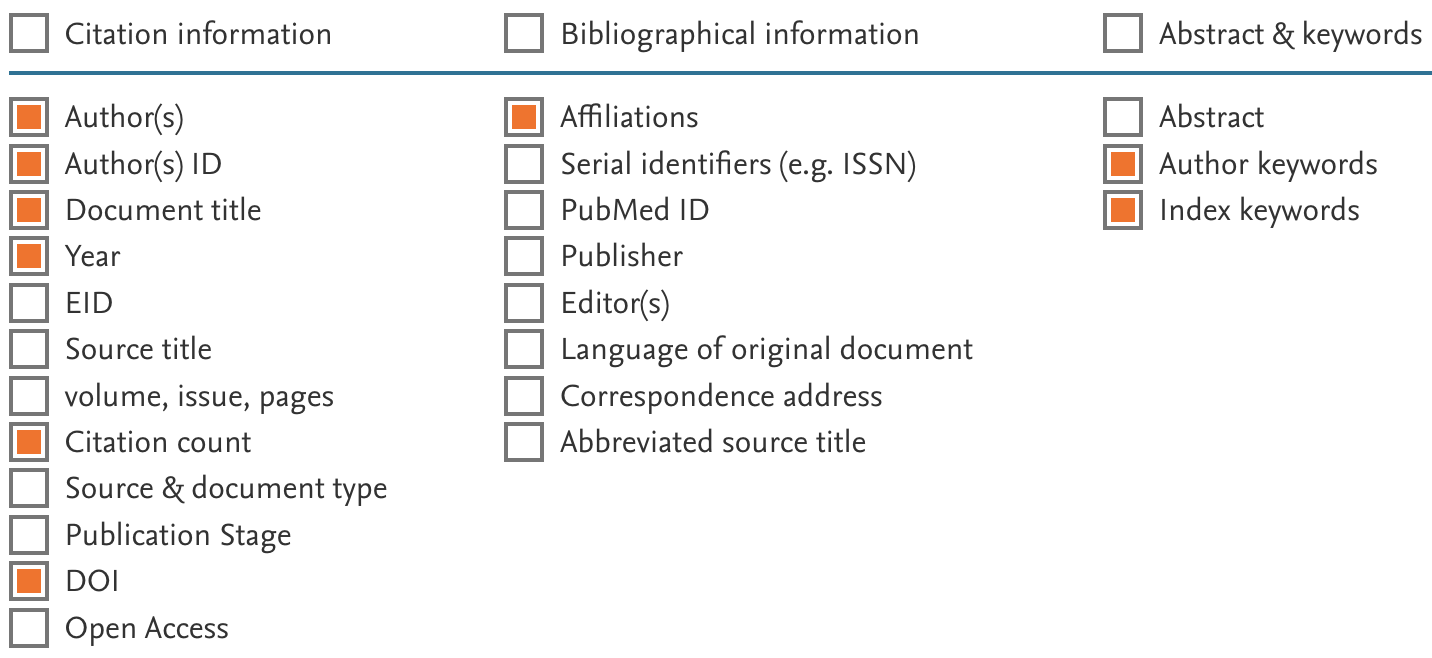 Citation information
Author(s)
Author(s) ID
Document title
Year
EID
Source title
volume, issue, pages
Citation count
Source & document type
Publication Stage
DOI
Open Access
Bibliographical information
Affiliations
Serial identifiers (e.g. ISSN)
PubMed ID
Publisher
Editor(s)
Language of original document
Correspondence address
Abbreviated source title
Abstract & keywords
Abstract
Author keywords
Index keywords